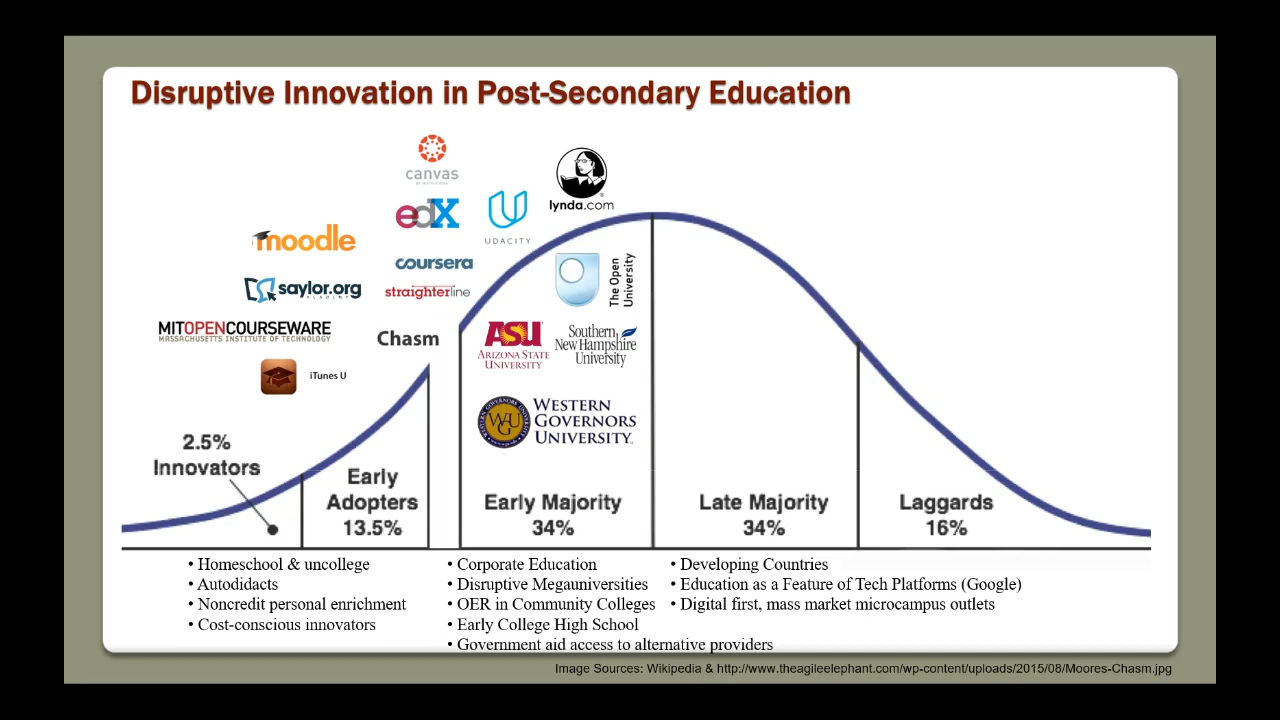 Disruptive Innovation in Post-Secondary Education
canvas
BY INSTRUCTURE
edX
UDACITY
lynda.com
moodle
coursera
saylor.org
ACADEMY
straighterline
The Open
University
MITOPENCOURSEWARE
MASSACHUSETTS INSTITUTE OF TECHNOLOGY
Chasm
iTunes U
ASU
ARIZONA STATE
UNIVERSITY
Southern
New Hampshire
University
WGU
WESTERN
GOVERNORS
UNIVERSITY
2.5%
Innovators
Early
Adopters
13.5%
Early Majority
34%
Late Majority
34%
Laggards
16%
• Homeschool & uncollege
• Autodidacts
• Noncredit personal enrichment
• Cost-conscious innovators
• Corporate Education
• Disruptive Megauniversities
• OER in Community Colleges
• Early College High School
• Government aid access to alternative providers
• Developing Countries
• Education as a Feature of Tech Platforms (Google)
• Digital first, mass market microcampus outlets
Image Sources: Wikipedia & http://www.theagileelephant.com/wp-content/uploads/2015/08/Moores-Chasm.jpg